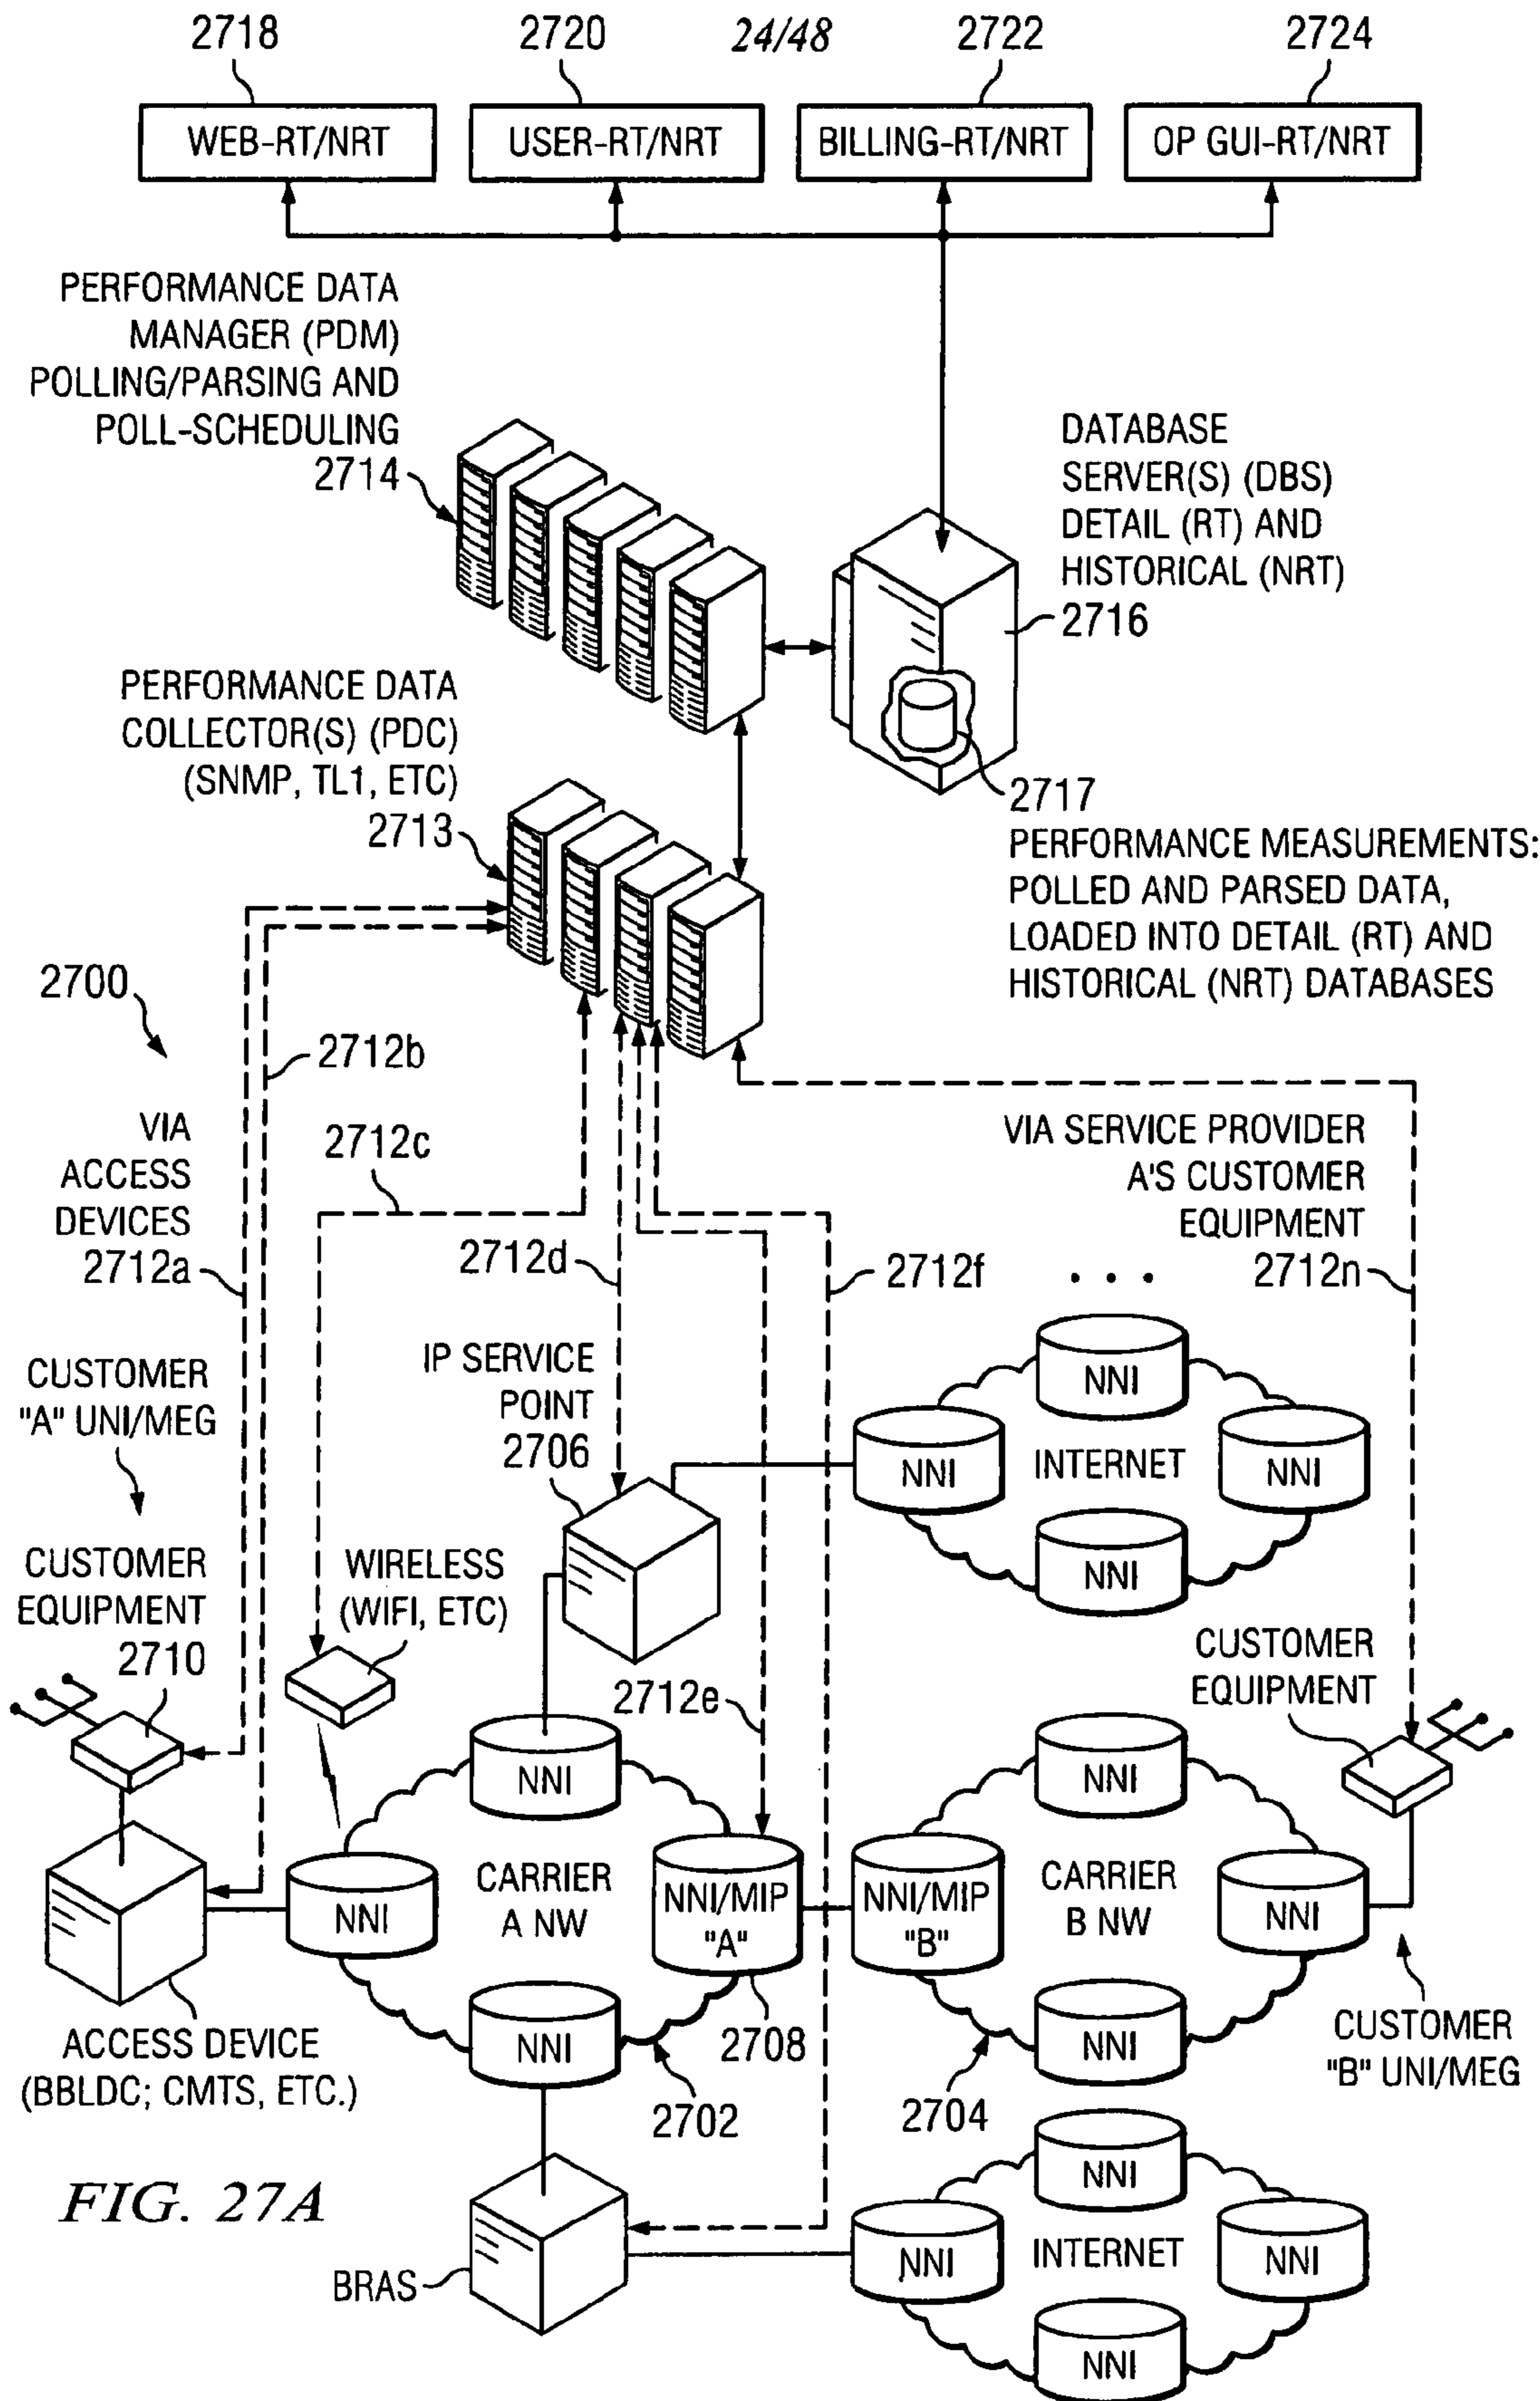 2718
2720
24/48
2722
2724
WEB-RT/NRT
USER-RT/NRT
BILLING-RT/NRT
OP GUI-RT/NRT
PERFORMANCE DATA
MANAGER (PDM)
POLLING/PARSING AND
POLL-SCHEDULING
2714
DATABASE
SERVER(S) (DBS)
DETAIL (RT) AND
HISTORICAL (NRT)
2716
PERFORMANCE DATA
COLLECTOR(S) (PDC)
(SNMP, TL1, ETC)
2713
2717
PERFORMANCE MEASUREMENTS:
POLLED AND PARSED DATA,
LOADED INTO DETAIL (RT) AND
HISTORICAL (NRT) DATABASES
2700
2712b
VIA
ACCESS
DEVICES
2712a
2712c
VIA SERVICE PROVIDER
A'S CUSTOMER
EQUIPMENT
2712n
2712d
2712f
. . .
CUSTOMER
"A" UNI/MEG
IP SERVICE
POINT
2706
NNI
NNI
INTERNET
NNI
NNI
CUSTOMER
EQUIPMENT
2710
WIRELESS
(WIFI, ETC)
2712e
CUSTOMER
EQUIPMENT
NNI
NNI
NNI
CARRIER
A NW
NNI/MIP
"A"
NNI/MIP
"B"
CARRIER
B NW
NNI
NNI
NNI
ACCESS DEVICE
(BBLDC; CMTS, ETC.)
2702
2708
2704
CUSTOMER
"B" UNI/MEG
FIG. 27A
BRAS
NNI
NNI
INTERNET
NNI
NNI